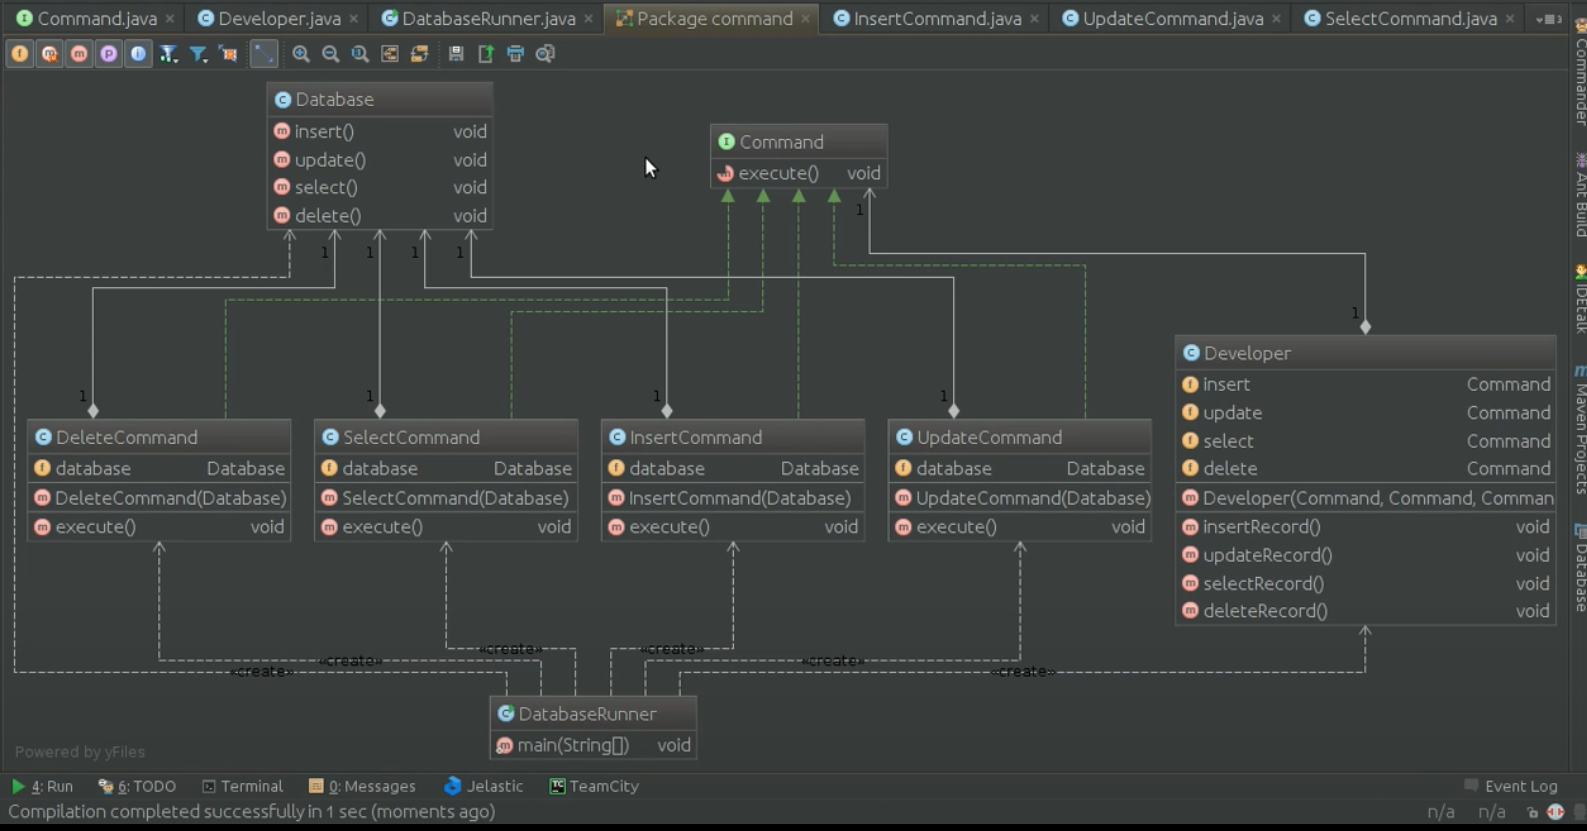 Command.java Developer.java DatabaseRunner.java Package command InsertCommand.java UpdateCommand.java SelectCommand.java
Database
insert() void
update() void
select() void
delete() void
Command
execute() void
1 1 1 1 1
1
1 1 1 1
DeleteCommand
database Database
DeleteCommand(Database)
execute() void
SelectCommand
database Database
SelectCommand(Database)
execute() void
InsertCommand
database Database
InsertCommand(Database)
execute() void
UpdateCommand
database Database
UpdateCommand(Database)
execute() void
Developer
insert Command
update Command
select Command
delete Command
Developer(Command, Command, Comman
insertRecord() void
updateRecord() void
selectRecord() void
deleteRecord() void
«create» «create»
«create» «create»
«create» «create»
DatabaseRunner
main(String[]) void
Powered by yFiles
Commander
Ant Build
IDEtalk
Maven Projects
Database
4: Run 6: TODO Terminal 0: Messages Jelastic TeamCity Event Log
Compilation completed successfully in 1 sec (moments ago) n/a n/a